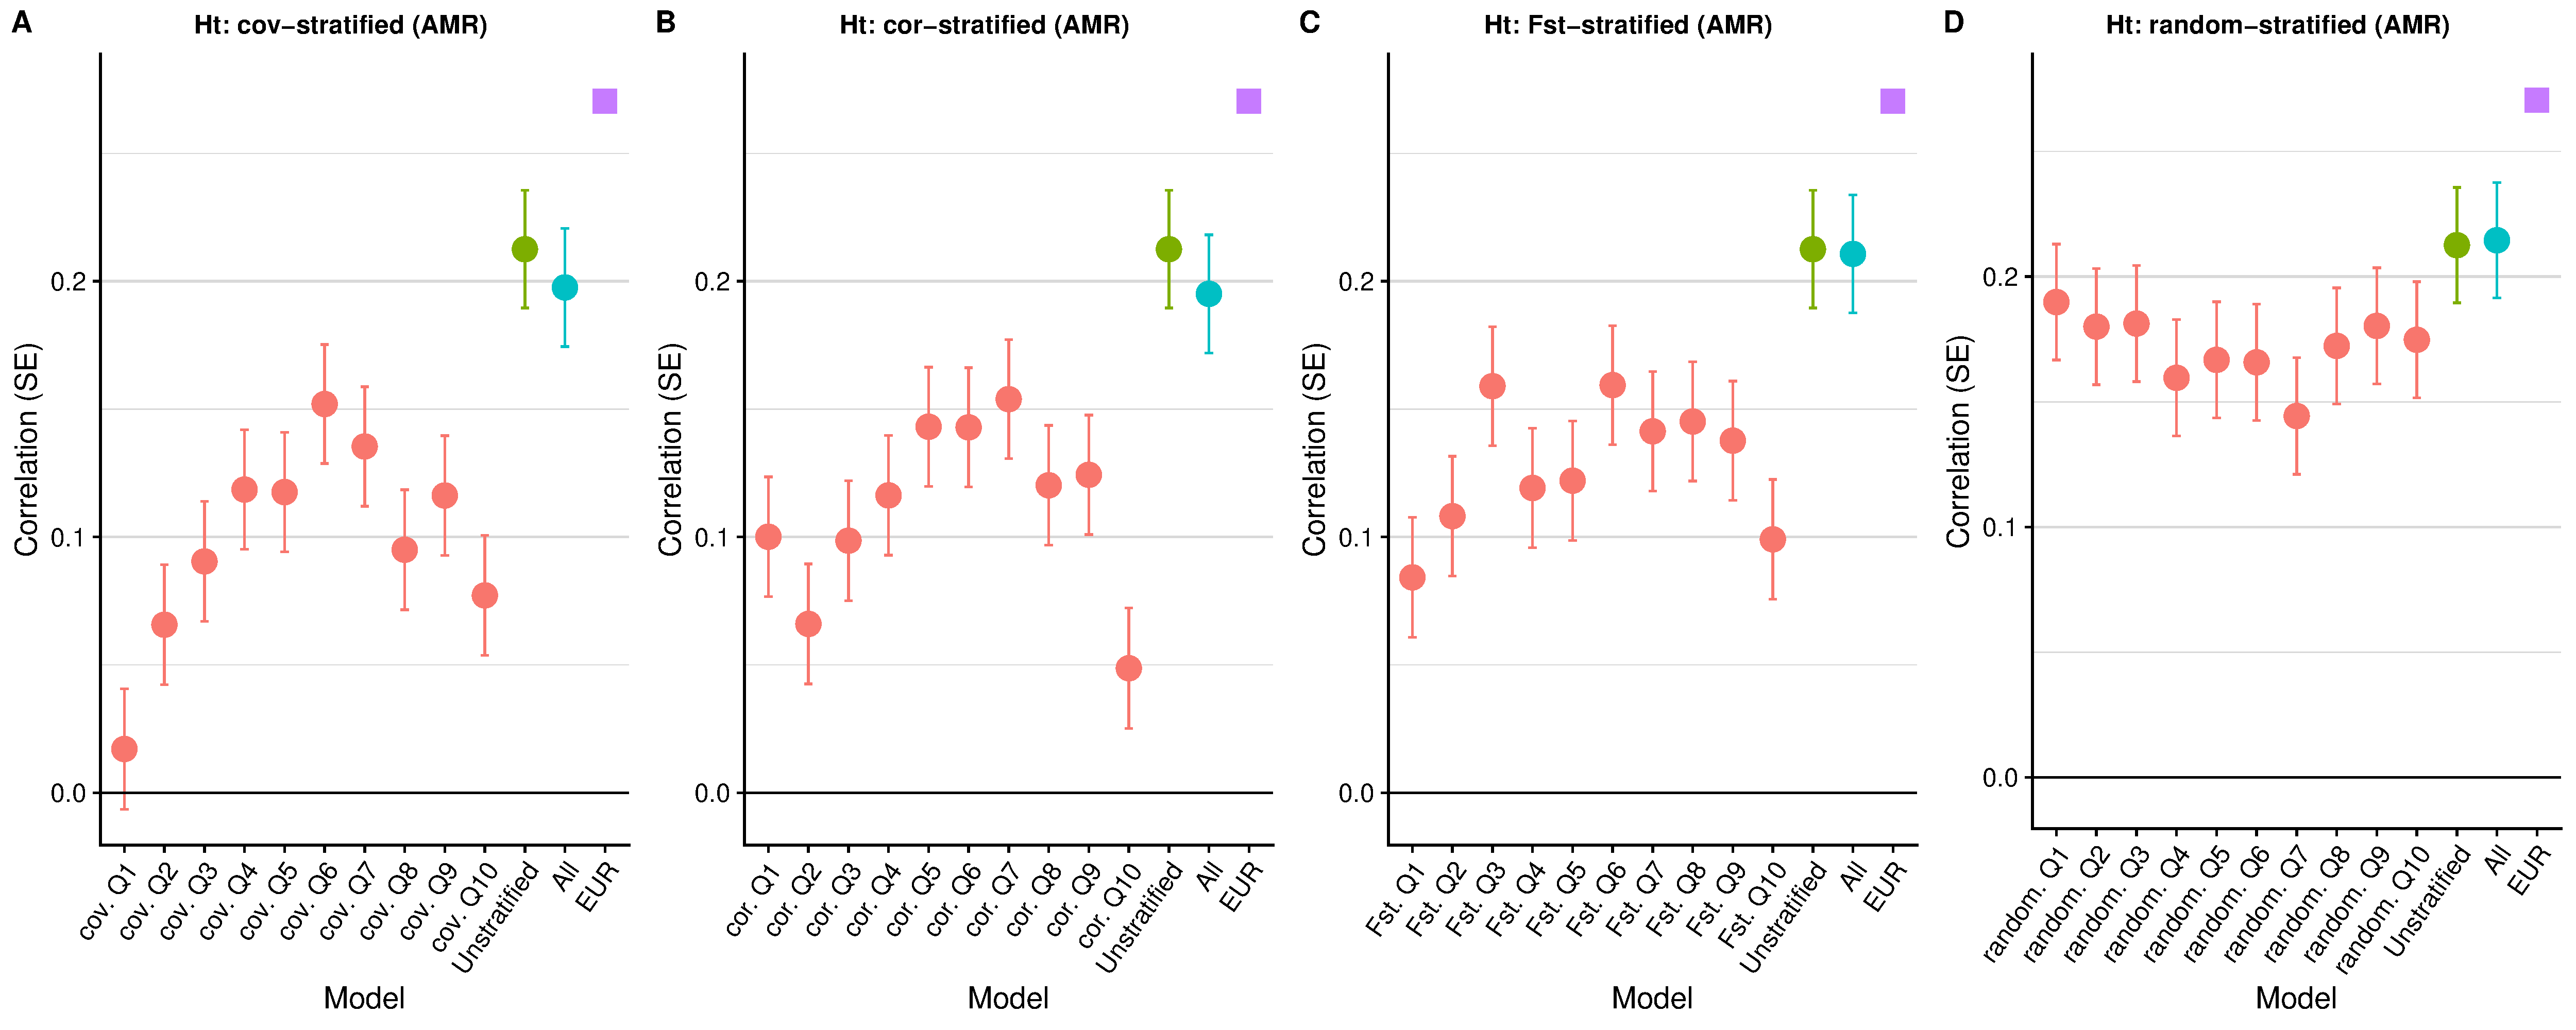 A
Ht: cov−stratified (AMR)
Correlation (SE)
0.2
0.1
0.0
cov. Q1
cov. Q2
cov. Q3
cov. Q4
cov. Q5
cov. Q6
cov. Q7
cov. Q8
cov. Q9
cov. Q10
Unstratified
All
EUR
Model
B
Ht: cor−stratified (AMR)
Correlation (SE)
0.2
0.1
0.0
cor. Q1
cor. Q2
cor. Q3
cor. Q4
cor. Q5
cor. Q6
cor. Q7
cor. Q8
cor. Q9
cor. Q10
Unstratified
All
EUR
Model
C
Ht: Fst−stratified (AMR)
Correlation (SE)
0.2
0.1
0.0
Fst. Q1
Fst. Q2
Fst. Q3
Fst. Q4
Fst. Q5
Fst. Q6
Fst. Q7
Fst. Q8
Fst. Q9
Fst. Q10
Unstratified
All
EUR
Model
D
Ht: random−stratified (AMR)
Correlation (SE)
0.2
0.1
0.0
random. Q1
random. Q2
random. Q3
random. Q4
random. Q5
random. Q6
random. Q7
random. Q8
random. Q9
random. Q10
Unstratified
All
EUR
Model